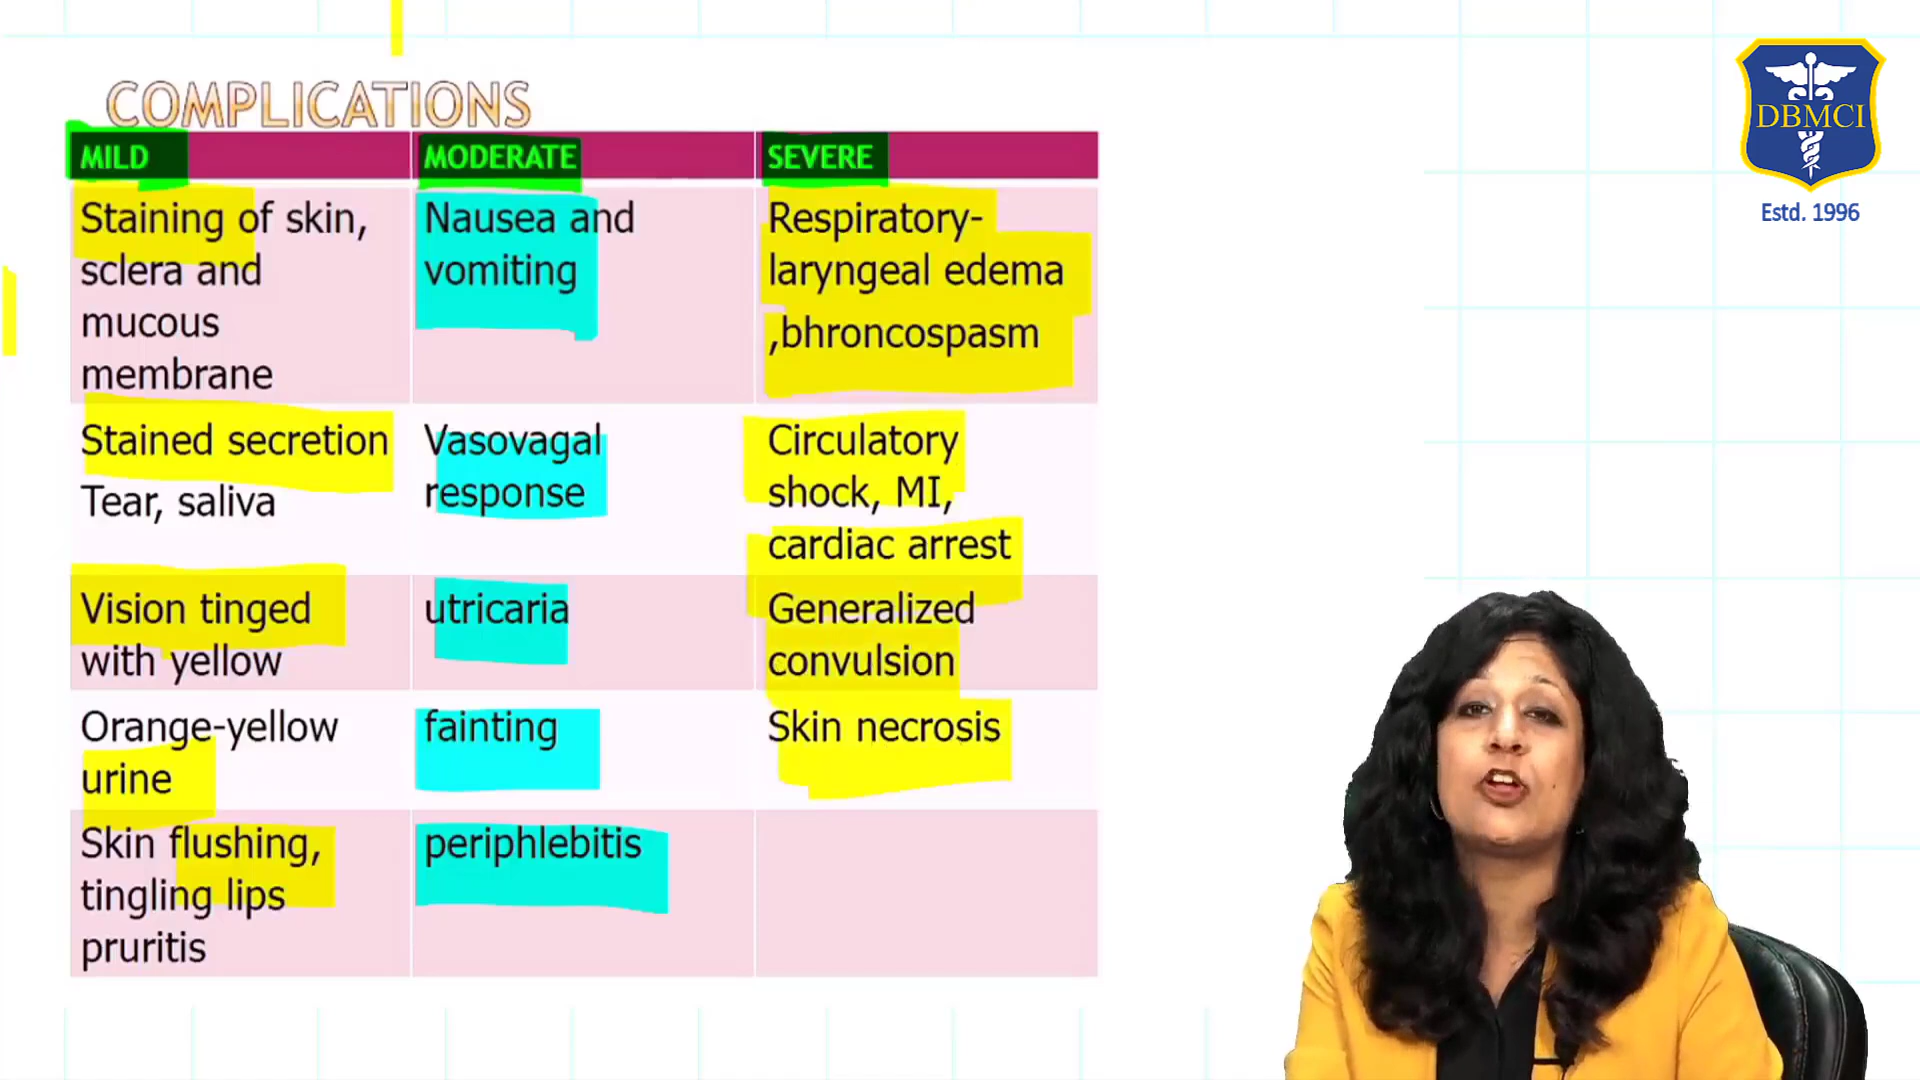 COMPLICATIONS
MILD
MODERATE
SEVERE
Staining of skin,
sclera and
mucous
membrane
Nausea and
vomiting
Respiratory-
laryngeal edema
,bhroncospasm
Stained secretion
Tear, saliva
Vasovagal
response
Circulatory
shock, MI,
cardiac arrest
Vision tinged
with yellow
utricaria
Generalized
convulsion
Orange-yellow
urine
fainting
Skin necrosis
Skin flushing,
tingling lips
pruritis
periphlebitis
DBMCI
Estd. 1996